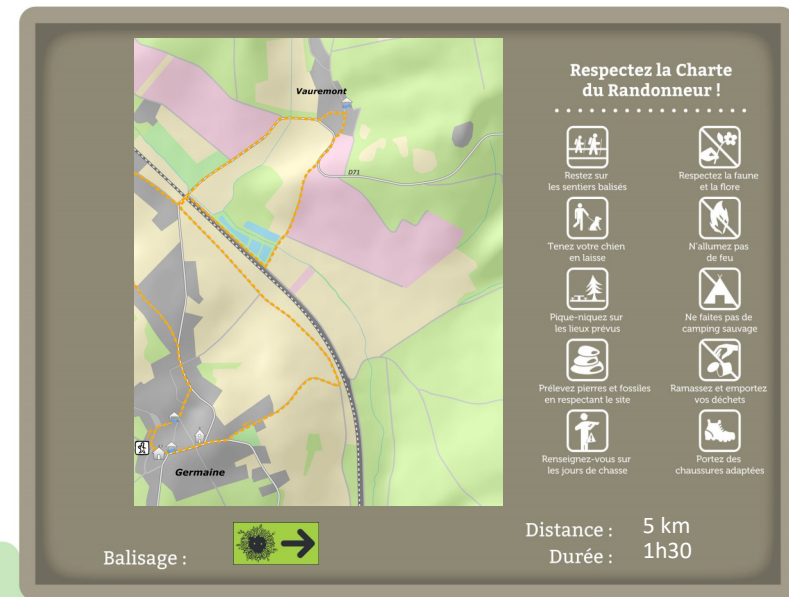 Vauremont
D71
Germaine
Respectez la Charte
du Randonneur !
Restez sur
les sentiers balisés
Respectez la faune
et la flore
Tenez votre chien
en laisse
N'allumez pas
de feu
Pique-niquez sur
les lieux prévus
Ne faites pas de
camping sauvage
Prélevez pierres et fossiles
en respectant le site
Ramassez et emportez
vos déchets
Renseignez-vous sur
les jours de chasse
Portez des
chaussures adaptées
Balisage :
Distance : 5 km
Durée : 1h30